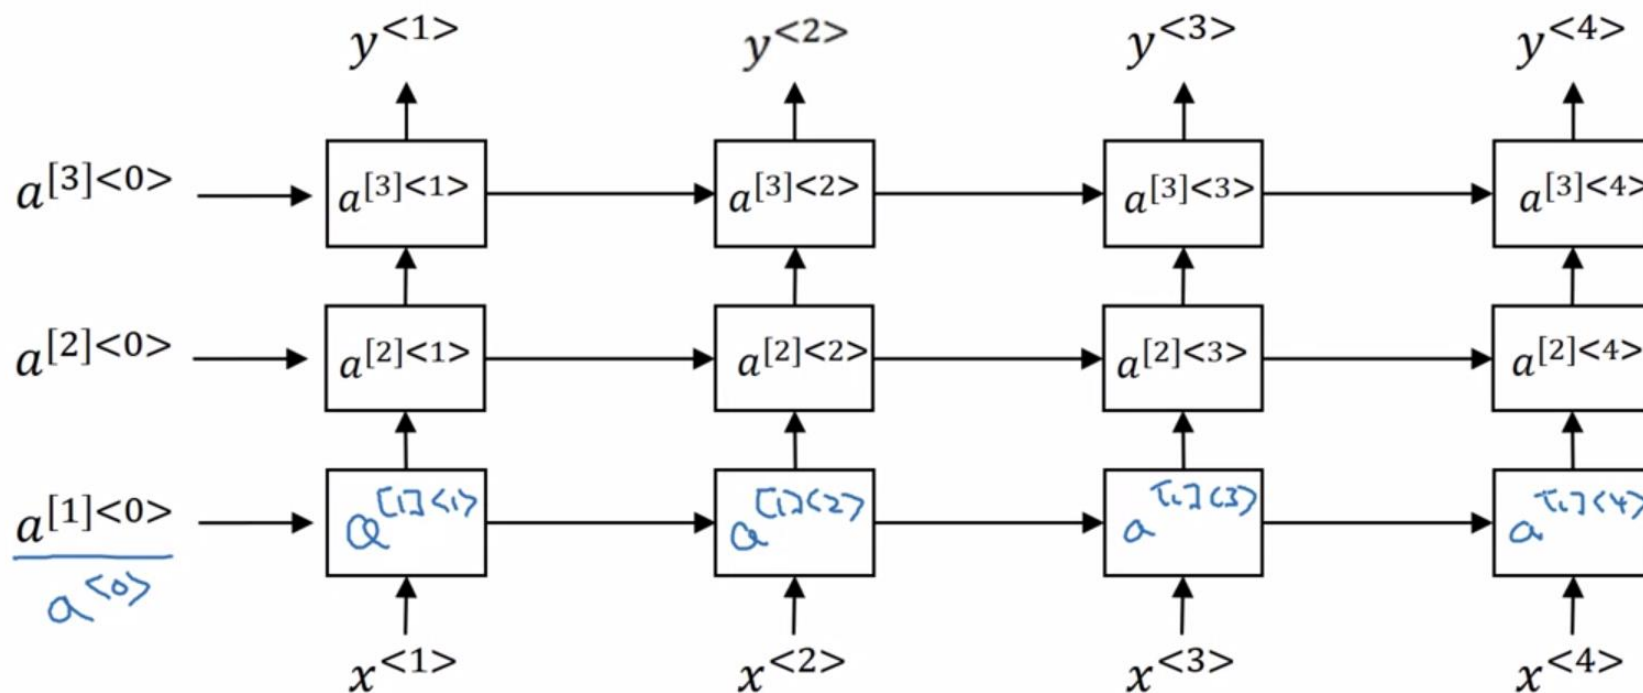 y<1> y<2> y<3> y<4>
a[3]<0> a[3]<1> a[3]<2> a[3]<3> a[3]<4>
a[2]<0> a[2]<1> a[2]<2> a[2]<3> a[2]<4>
a[1]<0> a[1]<1> a[1]<2> a[1]<3> a[1]<4>
a<0>
x<1> x<2> x<3> x<4>